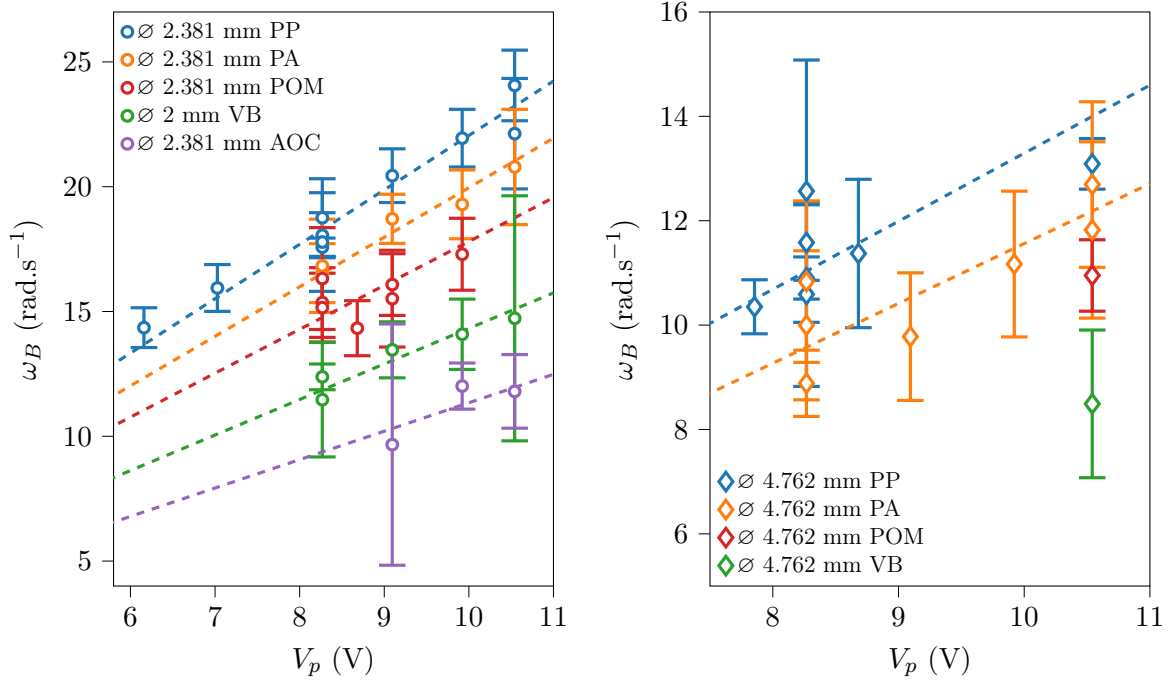 25
20
15
10
5
ω_B (rad.s⁻¹)
∅ 2.381 mm PP
∅ 2.381 mm PA
∅ 2.381 mm POM
∅ 2 mm VB
∅ 2.381 mm AOC
6 7 8 9 10 11
V_p (V)
16
14
12
10
8
6
ω_B (rad.s⁻¹)
∅ 4.762 mm PP
∅ 4.762 mm PA
∅ 4.762 mm POM
∅ 4.762 mm VB
8 9 10 11
V_p (V)